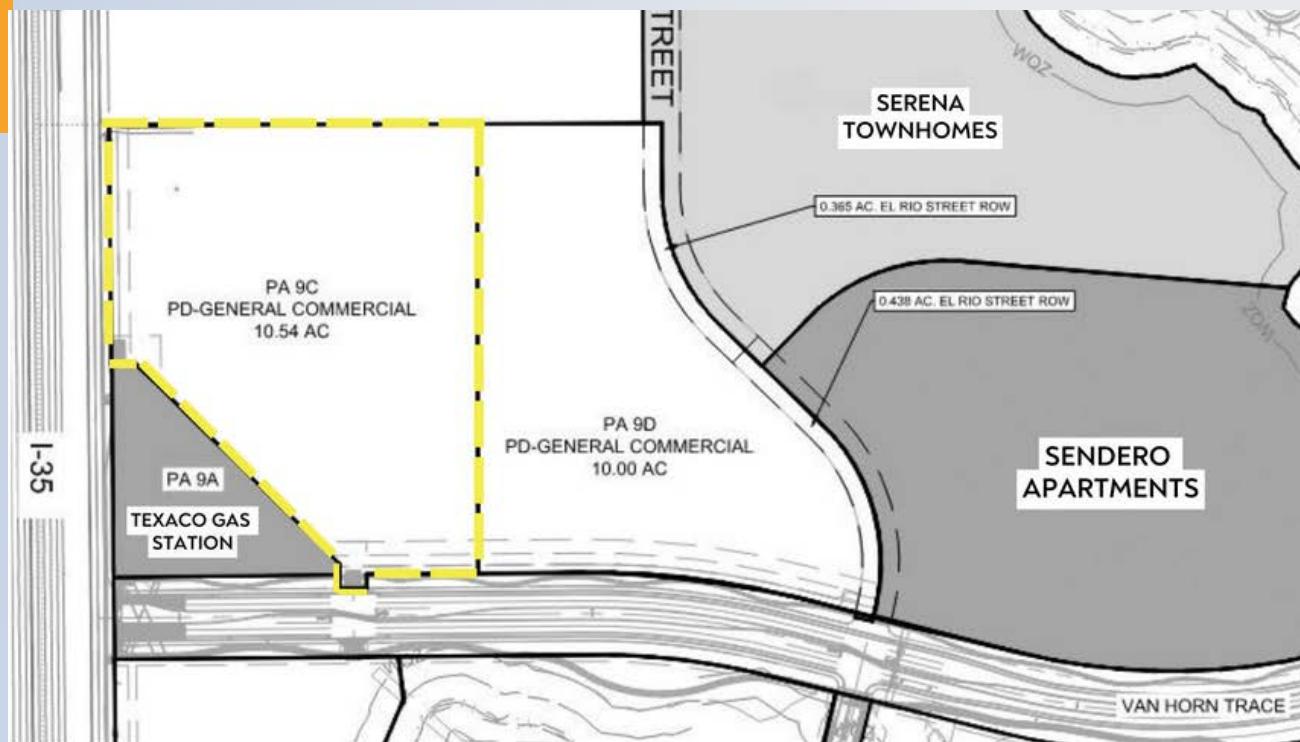 TREET
WQZ
SERENA
TOWNHOMES
0.365 AC. EL RIO STREET ROW
PA 9C
PD-GENERAL COMMERCIAL
10.54 AC
0.438 AC. EL RIO STREET ROW
WQZ
PA 9D
PD-GENERAL COMMERCIAL
10.00 AC
I-35
PA 9A
TEXACO GAS
STATION
SENDERO
APARTMENTS
VAN HORN TRACE